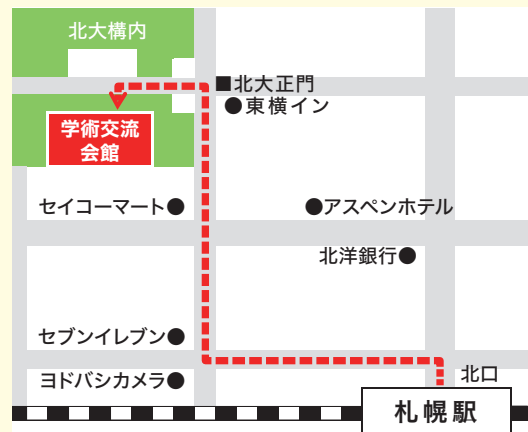 北大構内
■北大正門
●東横イン
学術交流
会館
セイコーマート●
●アスペンホテル
北洋銀行●
セブンイレブン●
ヨドバシカメラ●
北口
札幌駅